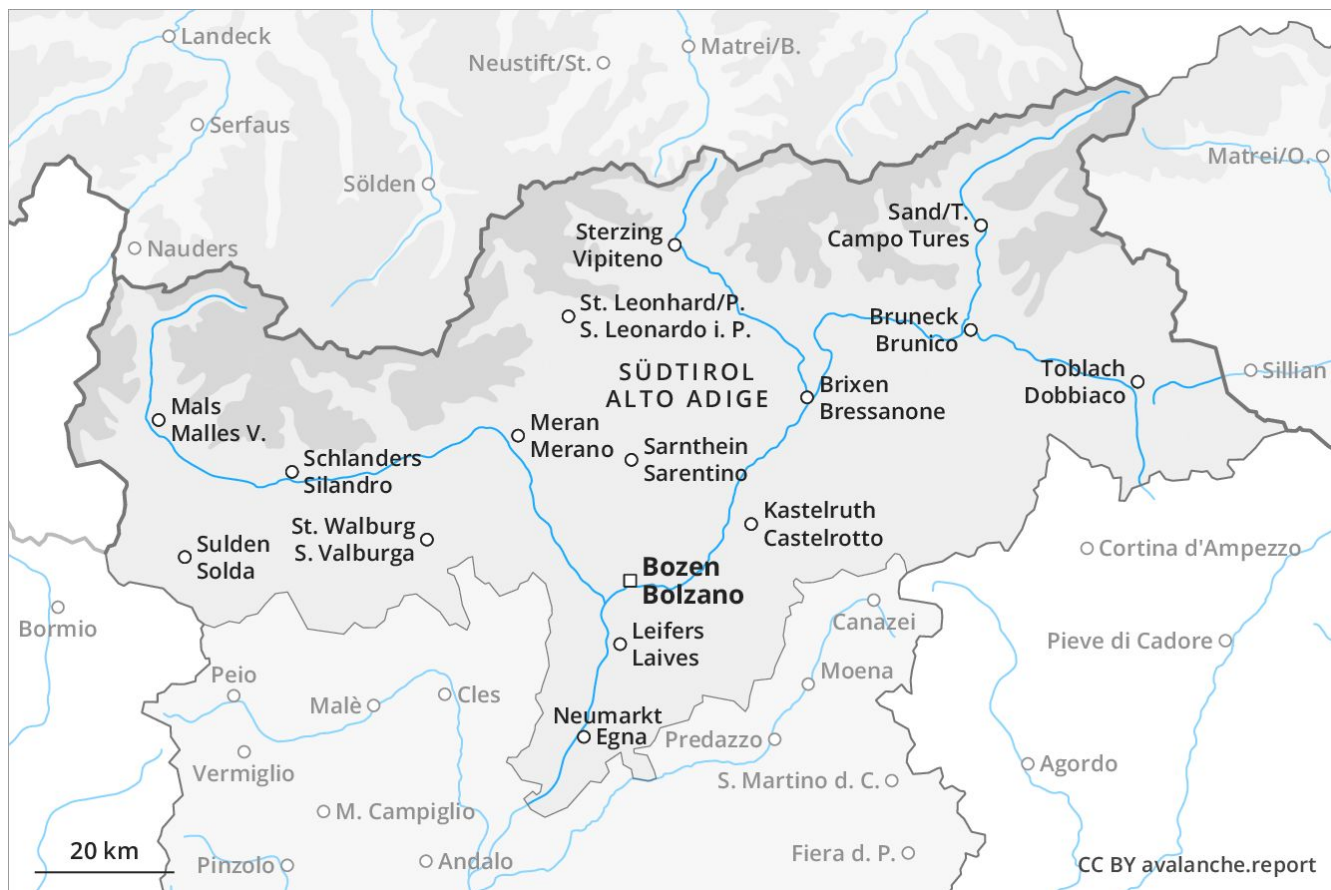 Landeck
Matrei/B.
Neustift/St.
Serfaus
Matrei/O.
Sölden
Sand/T.
Campo Tures
Nauders
Sterzing
Vipiteno
St. Leonhard/P.
S. Leonardo i. P.
Bruneck
Brunico
SÜDTIROL
ALTO ADIGE
Toblach
Dobbiaco
Sillian
Brixen
Bressanone
Mals
Malles V.
Meran
Merano
Sarnthein
Sarentino
Schlanders
Silandro
Kastelruth
Castelrotto
St. Walburg
S. Valburga
Sulden
Solda
Cortina d'Ampezzo
Bozen
Bolzano
Bormio
Canazei
Leifers
Laives
Pieve di Cadore
Peio
Moena
Malè
Cles
Neumarkt
Egna
Predazzo
Vermiglio
Agordo
S. Martino d. C.
M. Campiglio
20 km
Pinzolo
Andalo
Fiera d. P.
CC BY avalanche.report